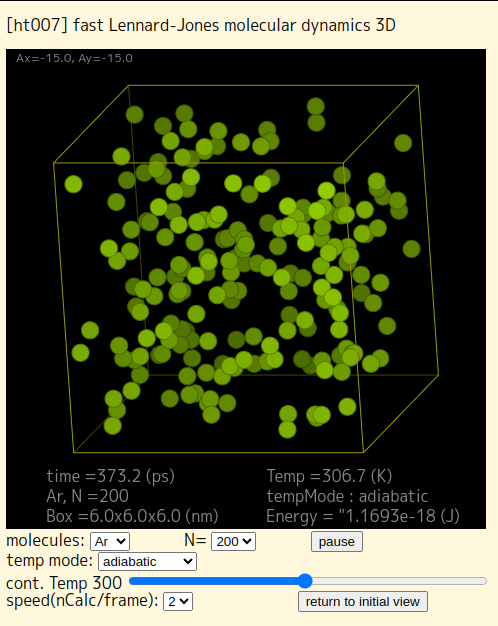 [ht007] fast Lennard-Jones molecular dynamics 3D
Ax=-15.0, Ay=-15.0
time =373.2 (ps) Temp =306.7 (K)
Ar, N =200 tempMode : adiabatic
Box =6.0x6.0x6.0 (nm) Energy = "1.1693e-18 (J)
molecules: Ar N= 200 pause
temp mode: adiabatic
cont. Temp 300
speed(nCalc/frame): 2 return to initial view